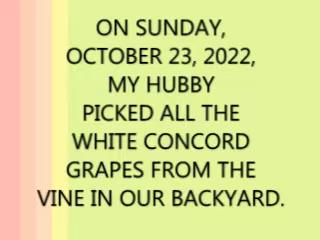 ON SUNDAY,
OCTOBER 23, 2022,
MY HUBBY
PICKED ALL THE
WHITE CONCORD
GRAPES FROM THE
VINE IN OUR BACKYARD.